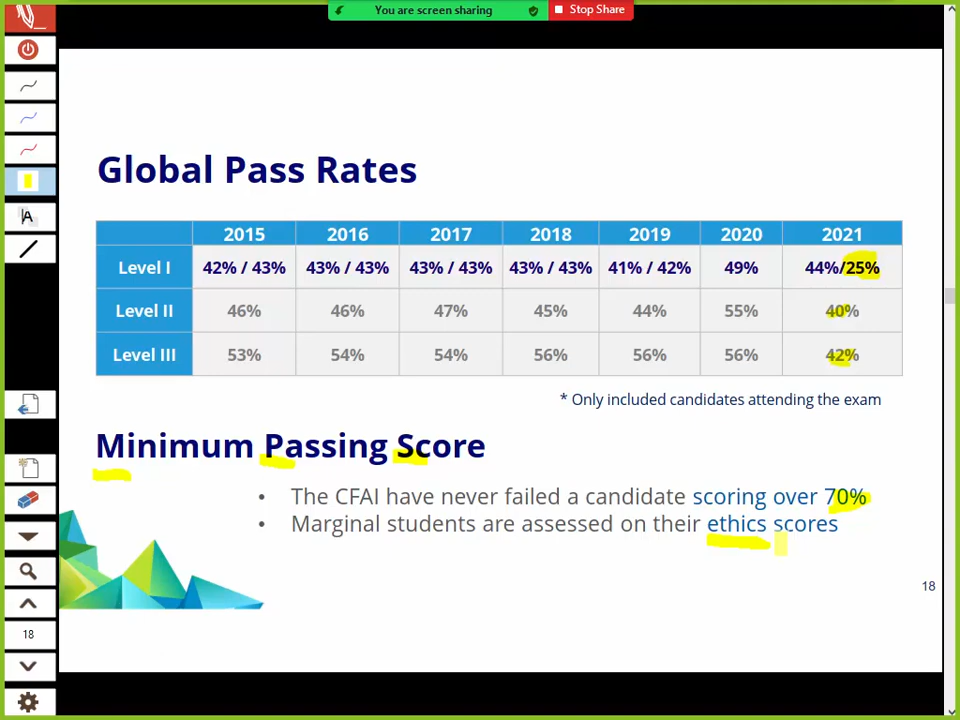 You are screen sharing Stop Share
Global Pass Rates
2015 2016 2017 2018 2019 2020 2021
Level I 42% / 43% 43% / 43% 43% / 43% 43% / 43% 41% / 42% 49% 44%/25%
Level II 46% 46% 47% 45% 44% 55% 40%
Level III 53% 54% 54% 56% 56% 56% 42%
* Only included candidates attending the exam
Minimum Passing Score
• The CFAI have never failed a candidate scoring over 70%
• Marginal students are assessed on their ethics scores
18
A
18